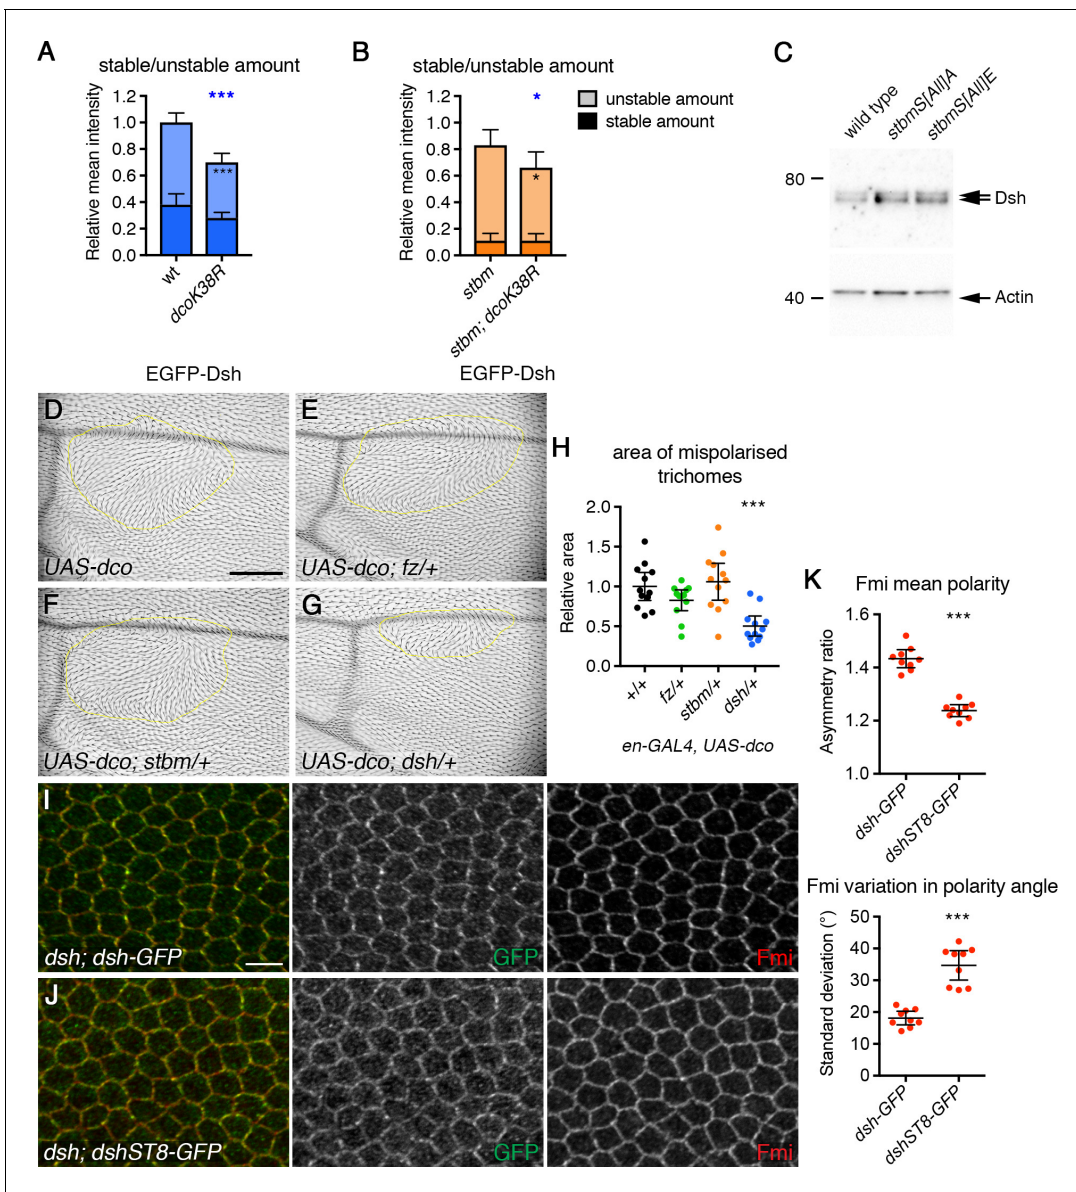 A
stable/unstable amount
Relative mean intensity
1.2
1.0
0.8
0.6
0.4
0.2
0.0
***
***
wt
dcoK38R
EGFP-Dsh
B
stable/unstable amount
Relative mean intensity
1.2
1.0
0.8
0.6
0.4
0.2
0.0
*
*
stbm
stbm; dcoK38R
EGFP-Dsh
unstable amount
stable amount
C
wild type
stbmS[All]A
stbmS[All]E
80
Dsh
40
Actin
D
UAS-dco
E
UAS-dco; fz/+
F
UAS-dco; stbm/+
G
UAS-dco; dsh/+
H
area of mispolarised
trichomes
Relative area
2.0
1.5
1.0
0.5
0.0
***
+/+
fz/+
stbm/+
dsh/+
en-GAL4, UAS-dco
I
dsh; dsh-GFP
GFP
Fmi
J
dsh; dshST8-GFP
GFP
Fmi
K
Fmi mean polarity
Asymmetry ratio
1.6
1.4
1.2
1.0
***
dsh-GFP
dshST8-GFP
Fmi variation in polarity angle
Standard deviation (°)
50
40
30
20
10
0
***
dsh-GFP
dshST8-GFP